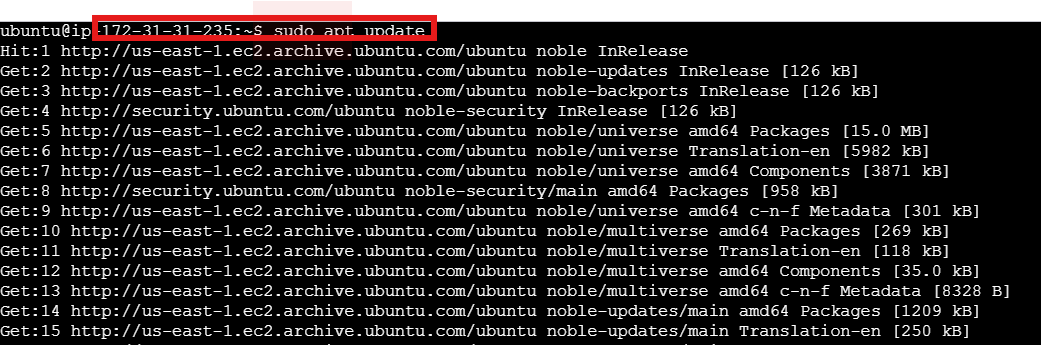 ubuntu@ip-172-31-31-235:~$ sudo apt update
Hit:1 http://us-east-1.ec2.archive.ubuntu.com/ubuntu noble InRelease
Get:2 http://us-east-1.ec2.archive.ubuntu.com/ubuntu noble-updates InRelease [126 kB]
Get:3 http://us-east-1.ec2.archive.ubuntu.com/ubuntu noble-backports InRelease [126 kB]
Get:4 http://security.ubuntu.com/ubuntu noble-security InRelease [126 kB]
Get:5 http://us-east-1.ec2.archive.ubuntu.com/ubuntu noble/universe amd64 Packages [15.0 MB]
Get:6 http://us-east-1.ec2.archive.ubuntu.com/ubuntu noble/universe Translation-en [5982 kB]
Get:7 http://us-east-1.ec2.archive.ubuntu.com/ubuntu noble/universe amd64 Components [3871 kB]
Get:8 http://security.ubuntu.com/ubuntu noble-security/main amd64 Packages [958 kB]
Get:9 http://us-east-1.ec2.archive.ubuntu.com/ubuntu noble/universe amd64 c-n-f Metadata [301 kB]
Get:10 http://us-east-1.ec2.archive.ubuntu.com/ubuntu noble/multiverse amd64 Packages [269 kB]
Get:11 http://us-east-1.ec2.archive.ubuntu.com/ubuntu noble/multiverse Translation-en [118 kB]
Get:12 http://us-east-1.ec2.archive.ubuntu.com/ubuntu noble/multiverse amd64 Components [35.0 kB]
Get:13 http://us-east-1.ec2.archive.ubuntu.com/ubuntu noble/multiverse amd64 c-n-f Metadata [8328 B]
Get:14 http://us-east-1.ec2.archive.ubuntu.com/ubuntu noble-updates/main amd64 Packages [1209 kB]
Get:15 http://us-east-1.ec2.archive.ubuntu.com/ubuntu noble-updates/main Translation-en [250 kB]